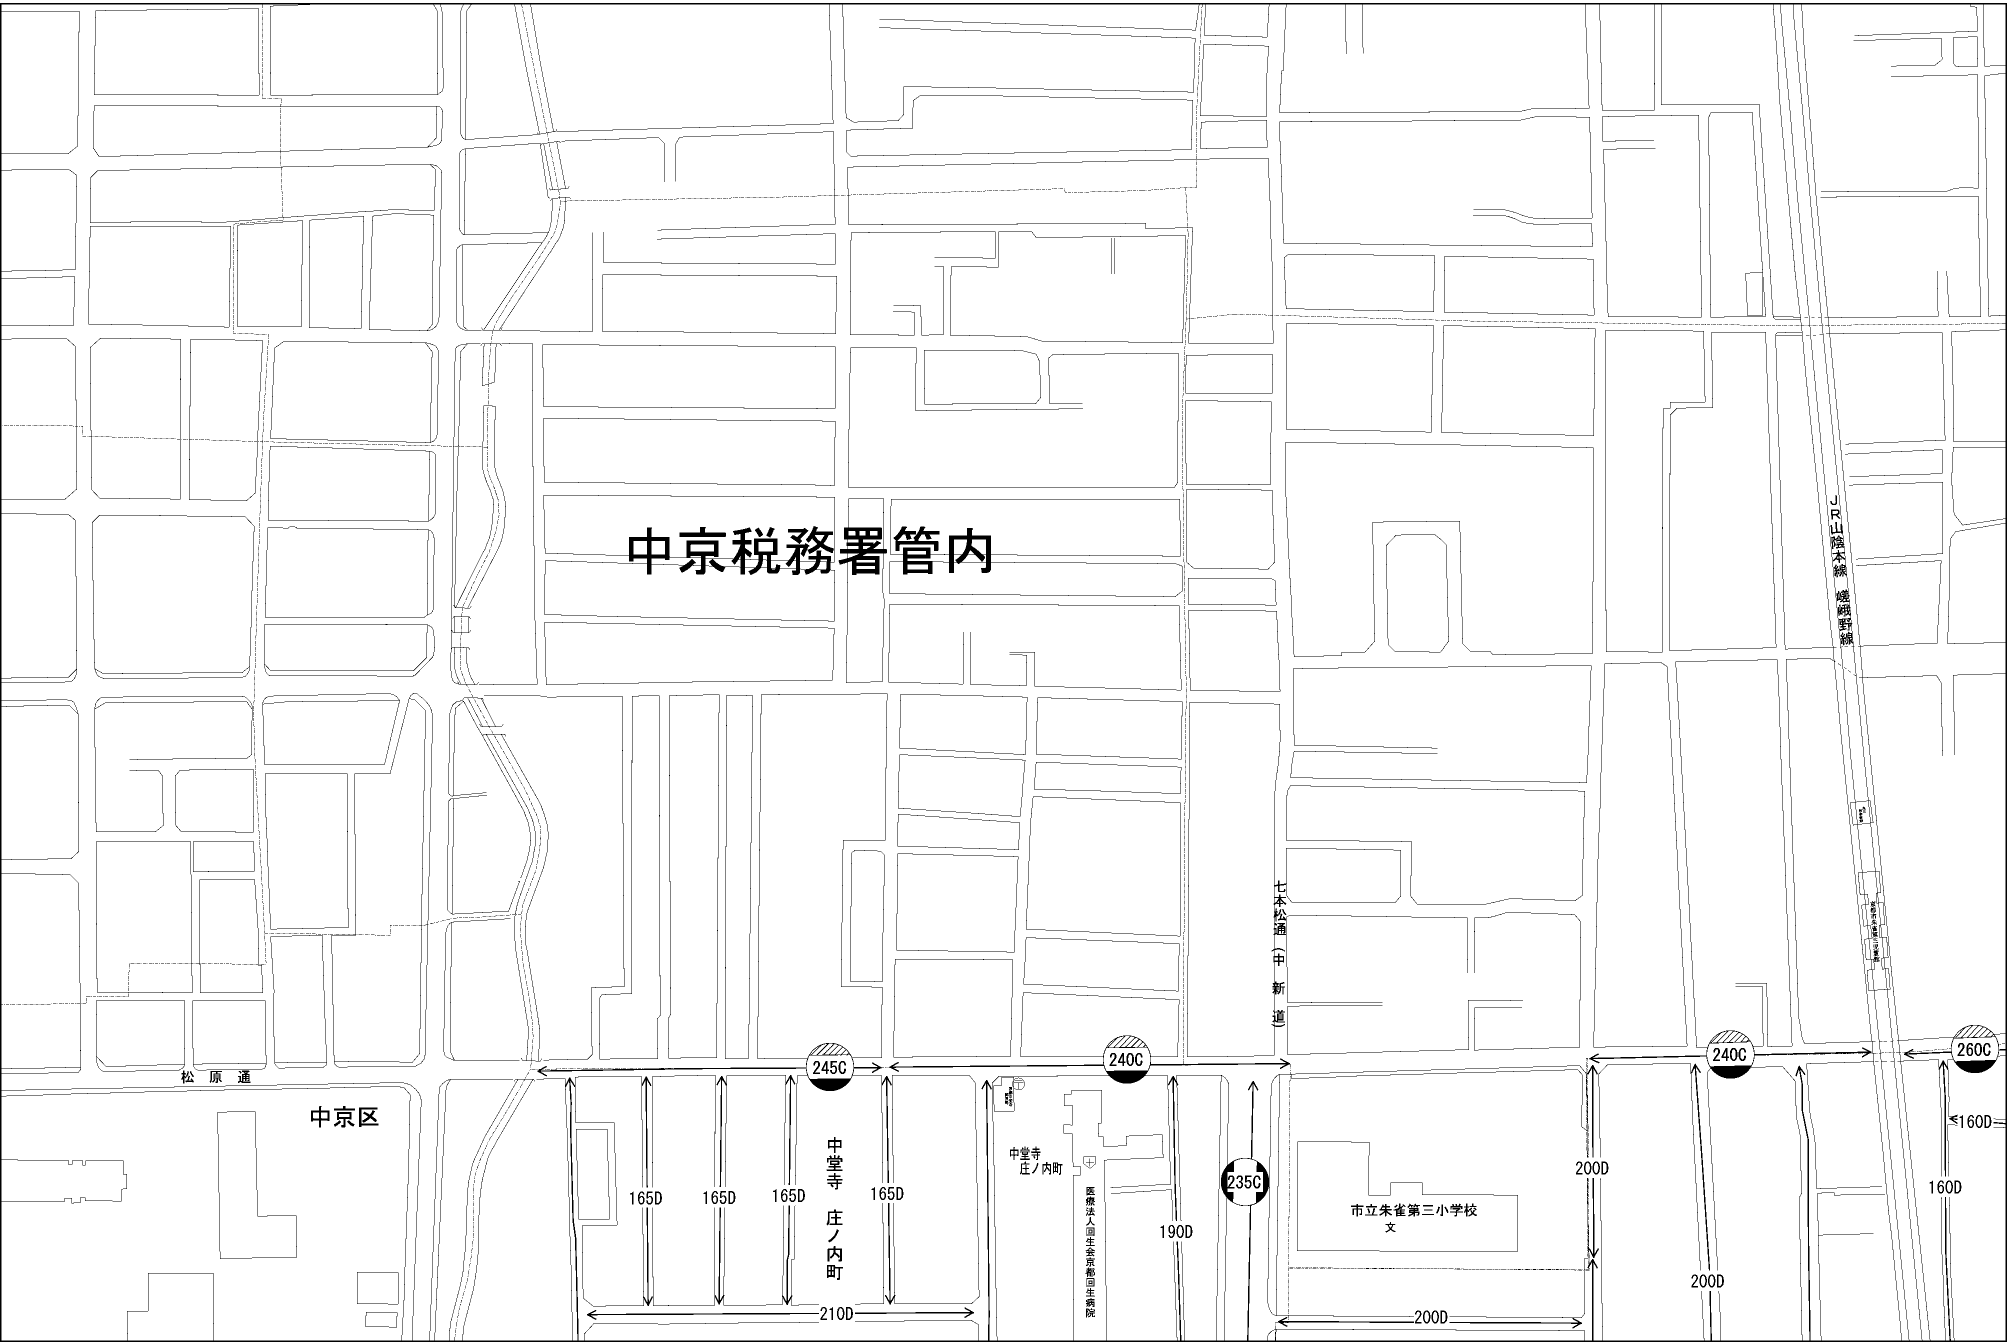 中京税務署管内
JR山陰本線 嵯峨野線
七本松通(中 新 道)
松原通
中京区
245C
240C
240C
260C
160D
中堂寺 庄ノ内町
中堂寺
庄ノ内町
165D
165D
165D
165D
200D
160D
235C
医療法人回生会京都回生病院
市立朱雀第三小学校
文
190D
200D
210D
200D